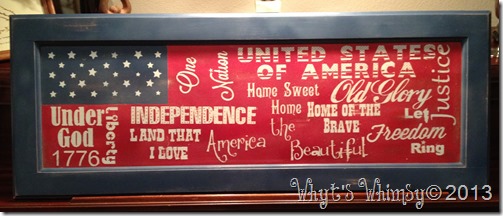 One
Nation
UNITED STATES
OF AMERICA
Home Sweet
Home
Old Glory
Justice
Under
God
1776
Liberty
INDEPENDENCE
LAND THAT
I LOVE
America
the
Beautiful
HOME OF THE
BRAVE
Let
Freedom
Ring
Whyt's Whimsy© 2013